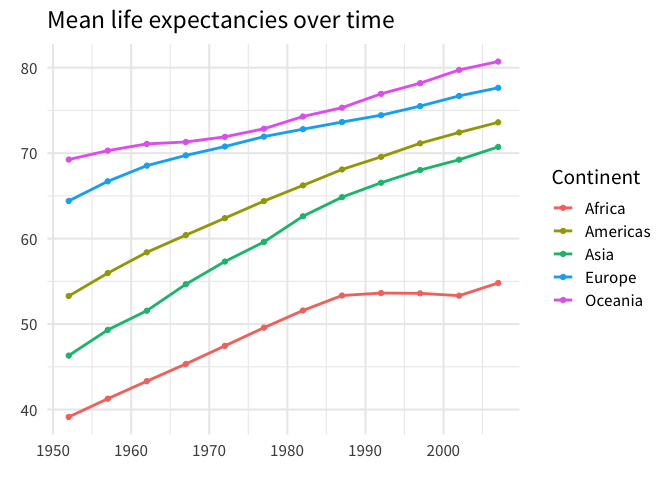 Mean life expectancies over time
80
70
60
50
40
1950 1960 1970 1980 1990 2000
Continent
Africa
Americas
Asia
Europe
Oceania